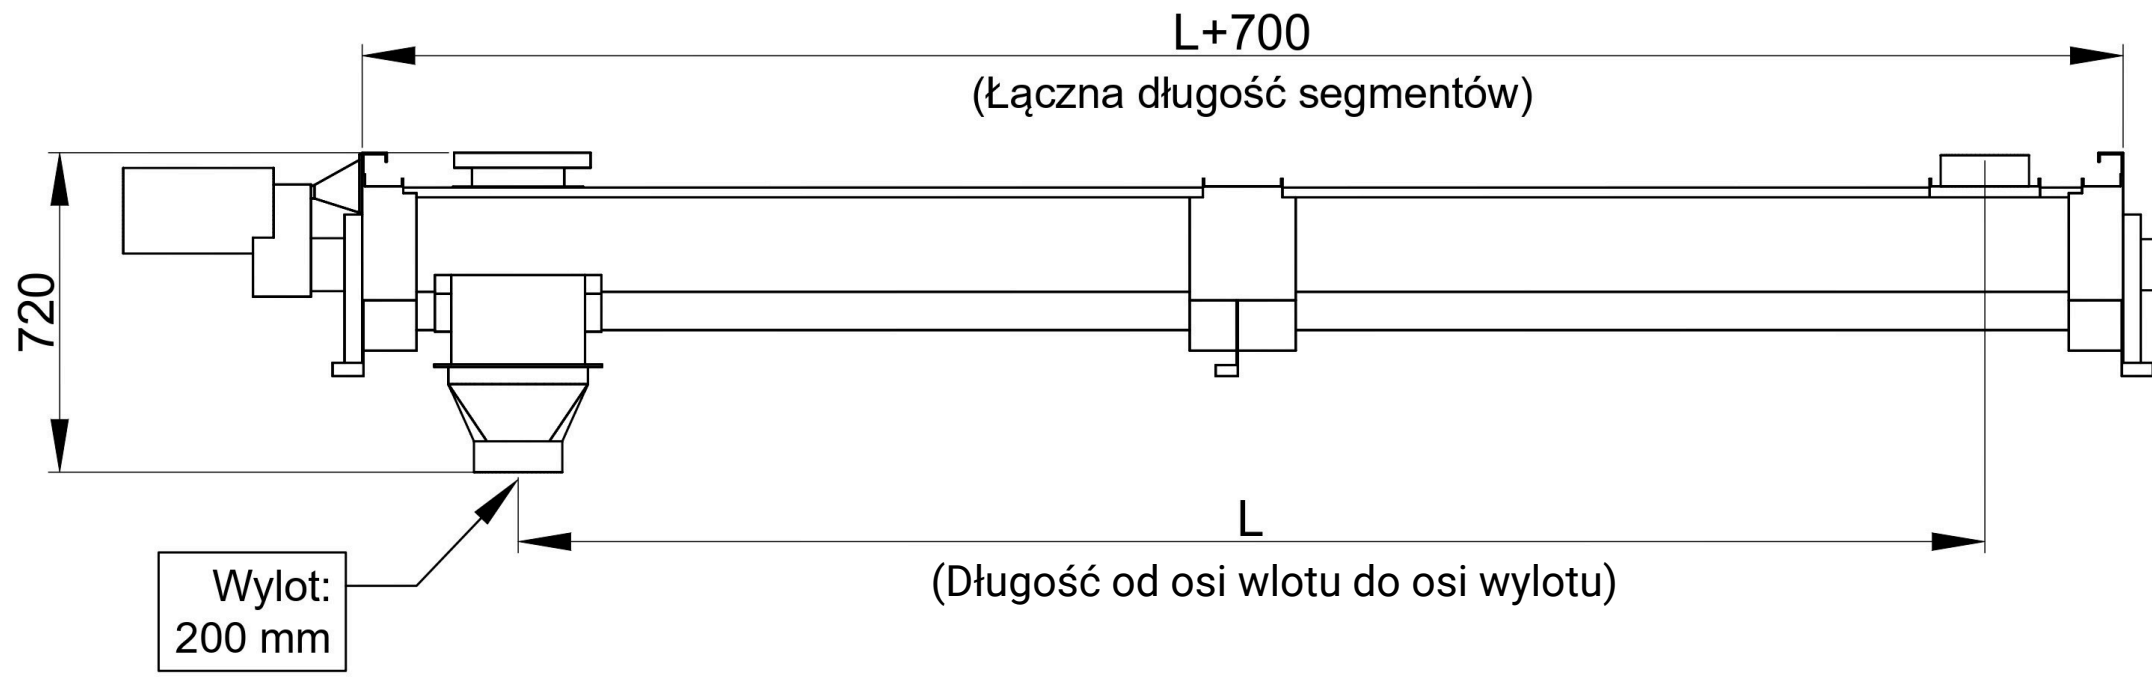 L+700
(Łączna długość segmentów)
720
L
(Długość od osi wlotu do osi wylotu)
Wylot:
200 mm